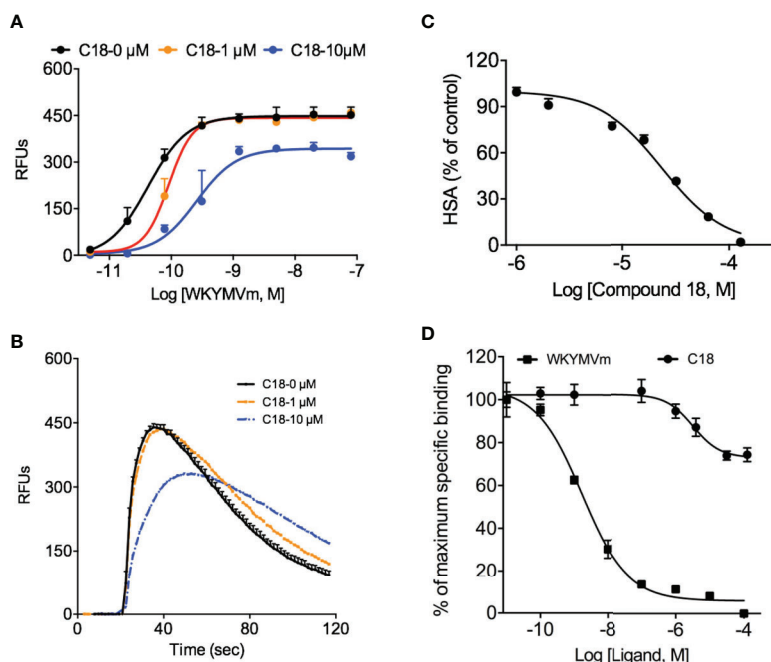 A
C18-0 μM C18-1 μM C18-10μM
600
450
300
150
0
RFUs
-11 -10 -9 -8 -7
Log [WKYMVm, M]
B
600
450
300
150
0
RFUs
C18-0 μM
C18-1 μM
C18-10 μM
0 40 80 120
Time (sec)
C
120
90
60
30
0
HSA (% of control)
-6 -5 -4
Log [Compound 18, M]
D
WKYMVm C18
120
100
80
60
40
20
0
% of maximum specific binding
-10 -8 -6 -4
Log [Ligand, M]